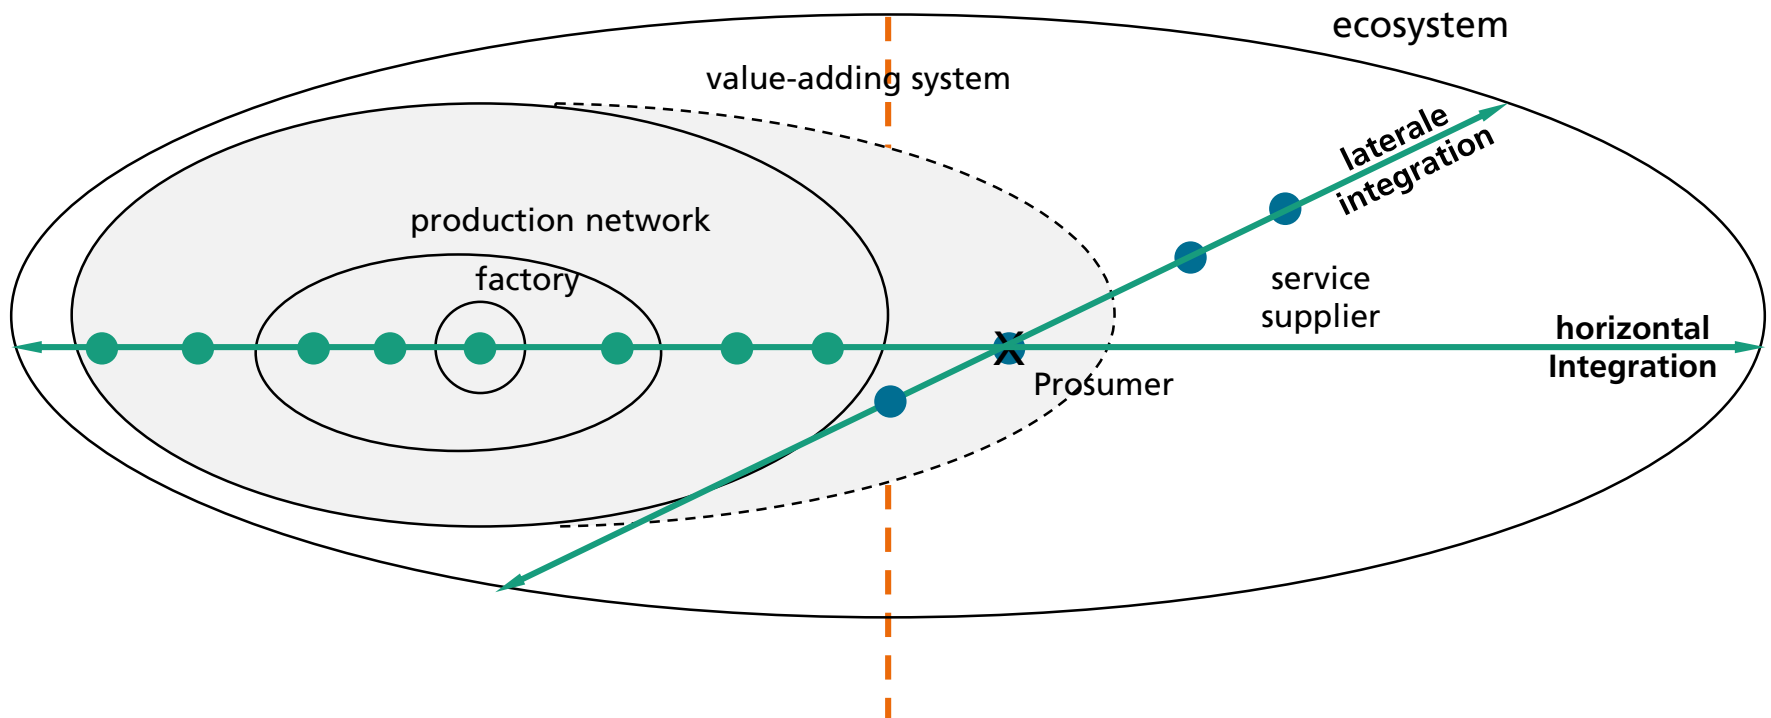 ecosystem
value-adding system
laterale
integration
production network
factory
service
supplier
horizontal
Integration
X
Prosumer